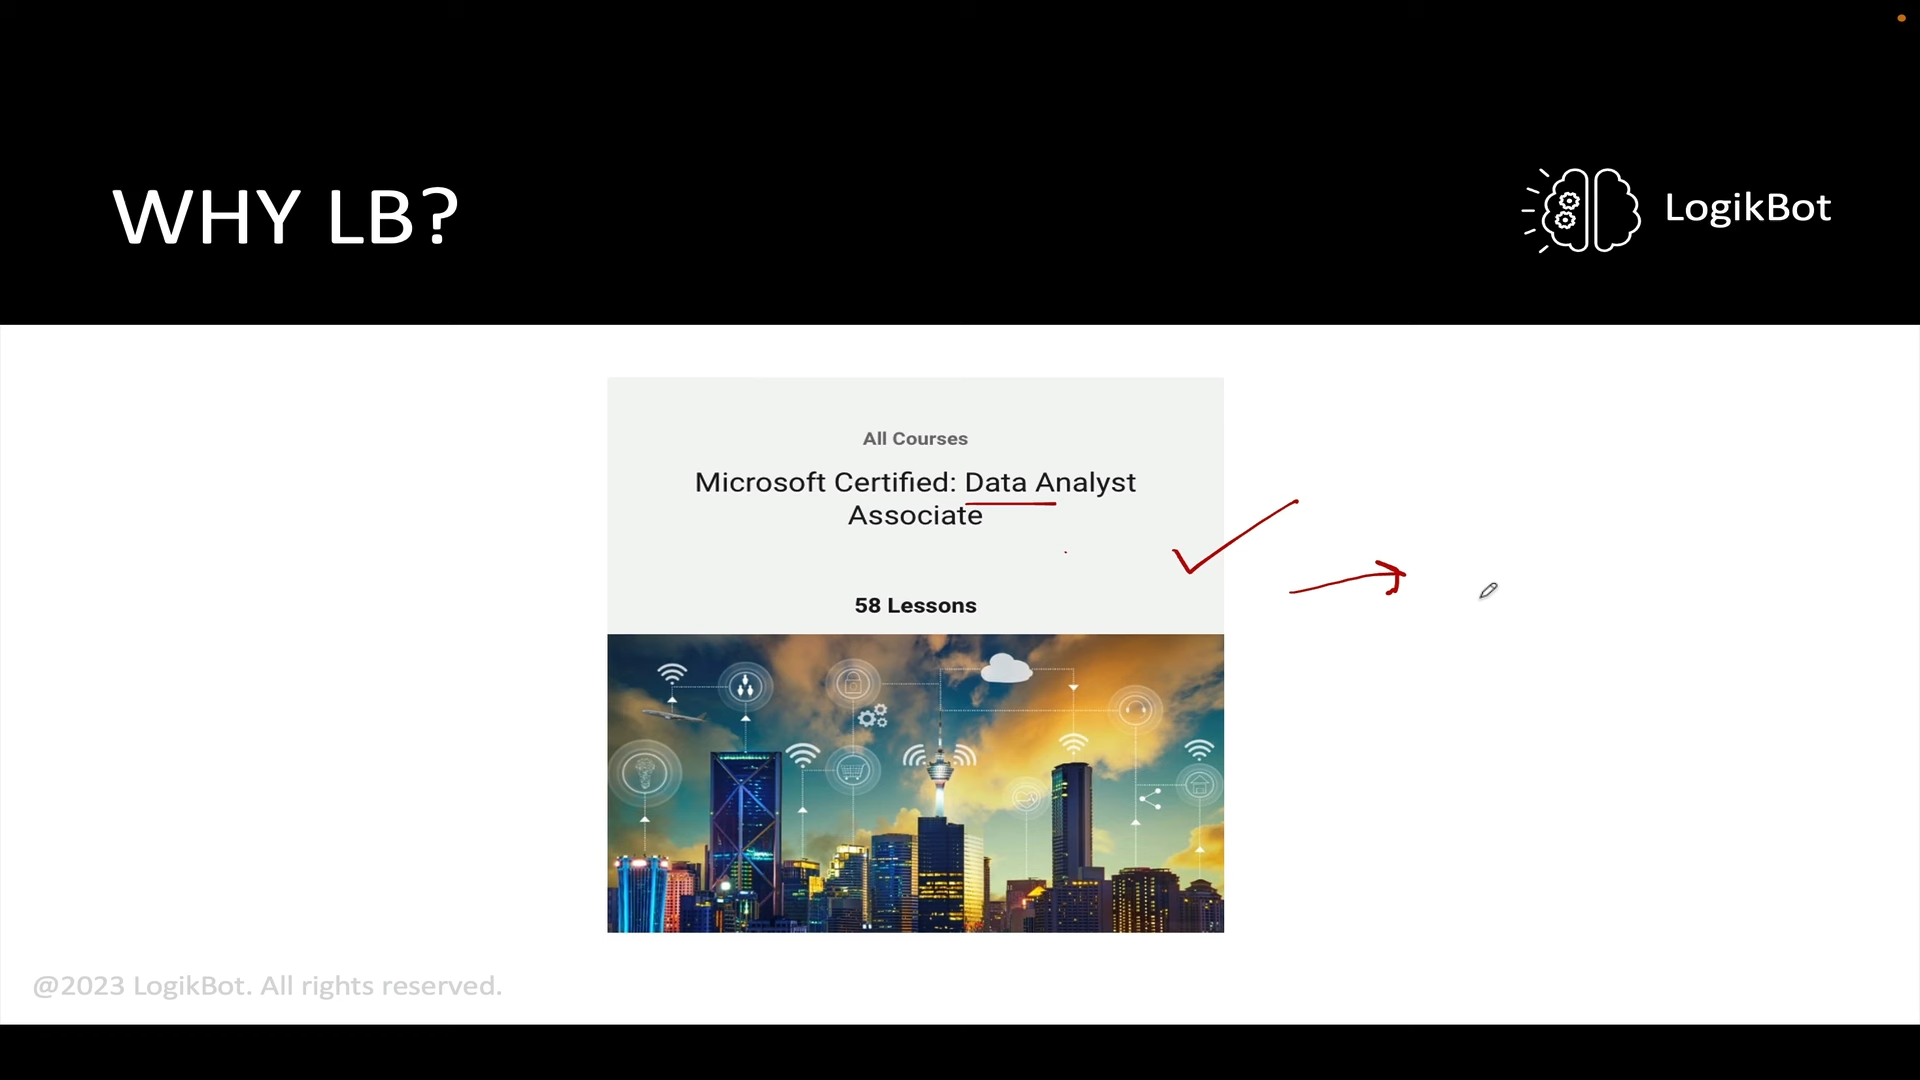 WHY LB?
LogikBot
All Courses
Microsoft Certified: Data Analyst
Associate
58 Lessons
@2023 LogikBot. All rights reserved.